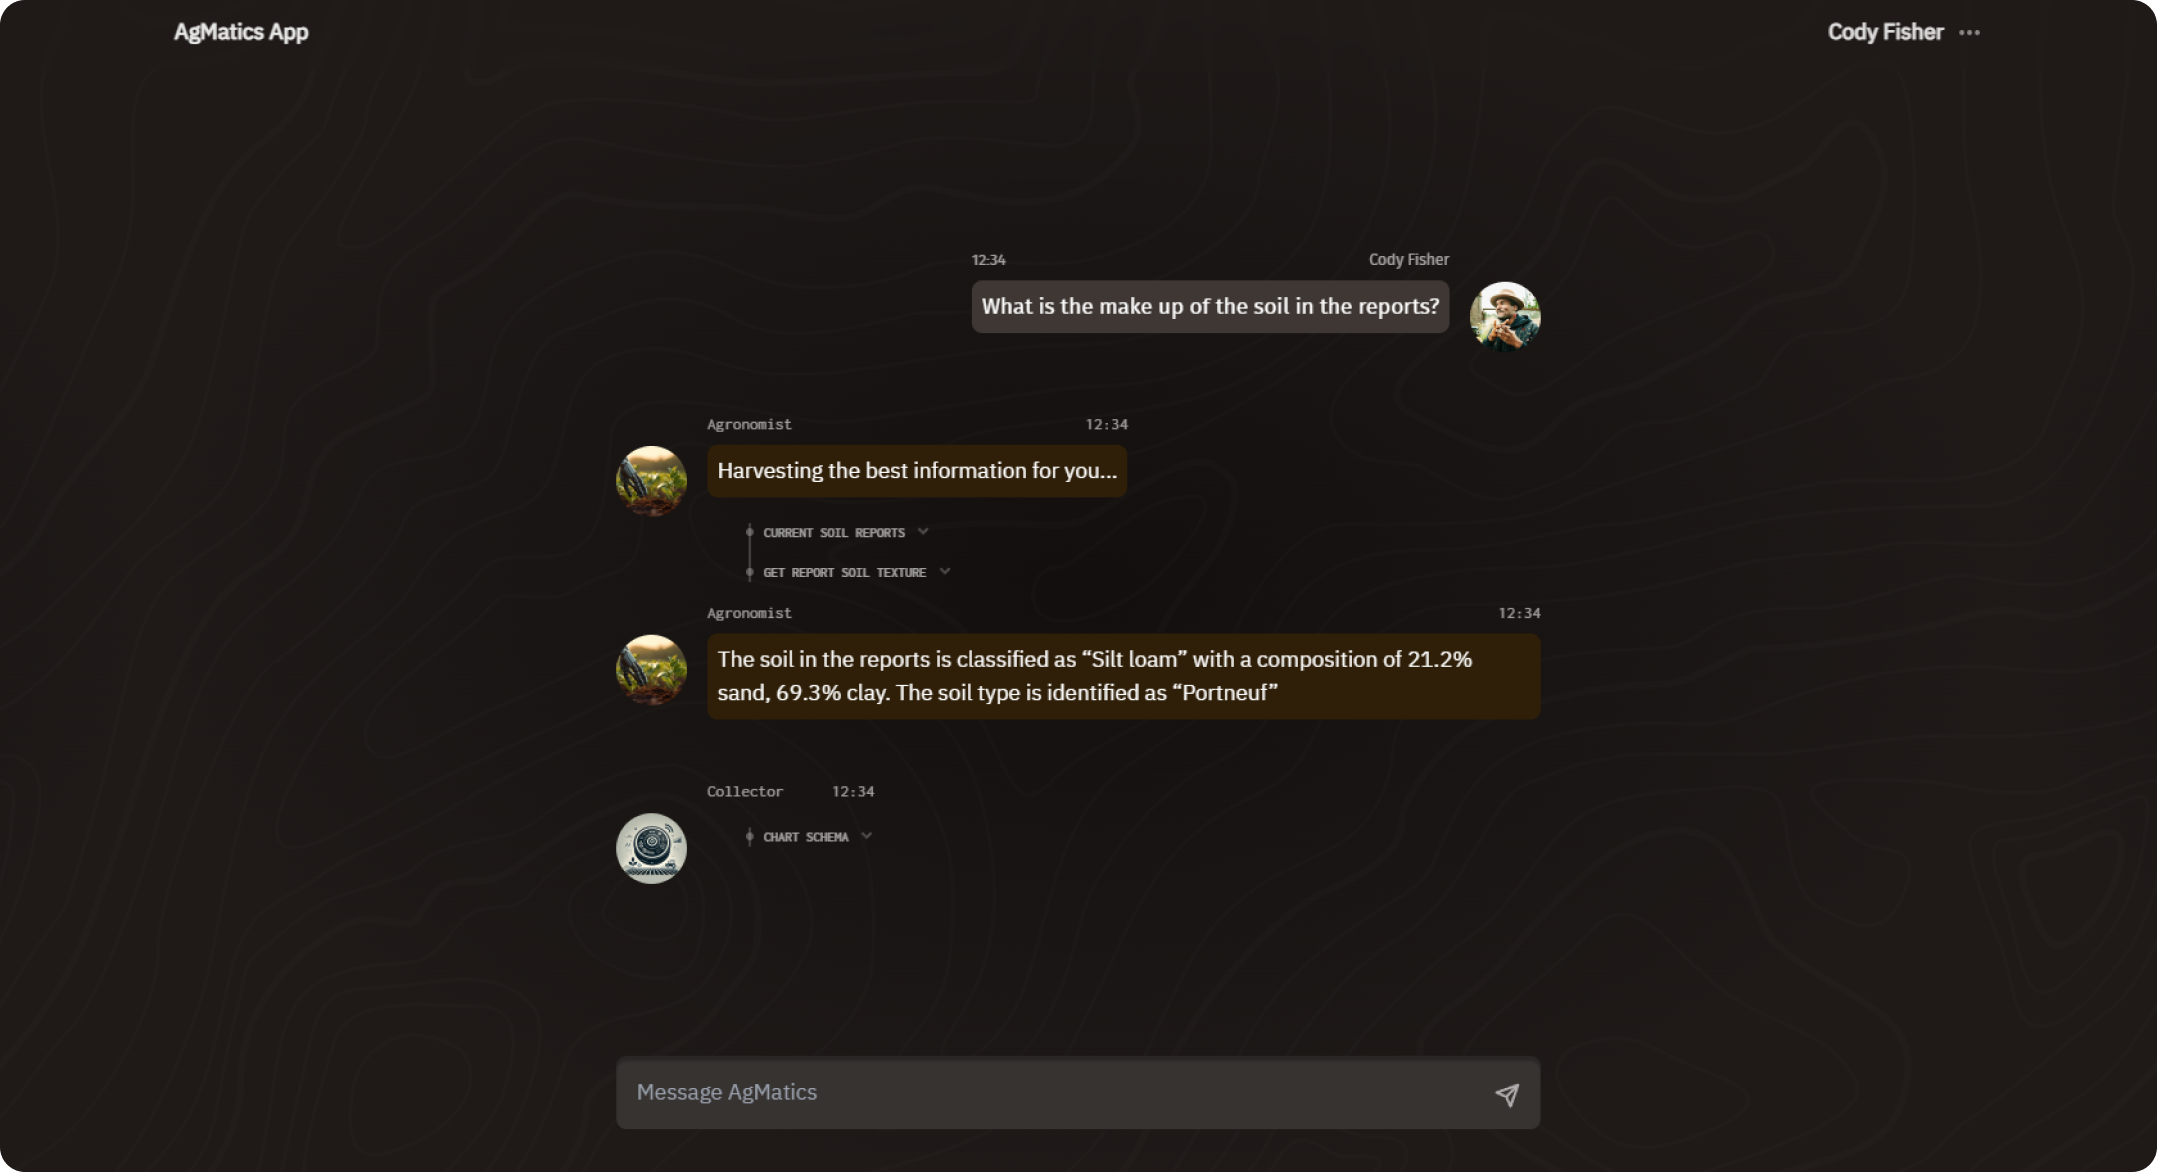 AgMatics App
Cody Fisher
12:34
Cody Fisher
What is the make up of the soil in the reports?
Agronomist
12:34
Harvesting the best information for you...
CURRENT SOIL REPORTS
GET REPORT SOIL TEXTURE
Agronomist
12:34
The soil in the reports is classified as “Silt loam” with a composition of 21.2%
sand, 69.3% clay. The soil type is identified as “Portneuf”
Collector
12:34
CHART SCHEMA
Message AgMatics